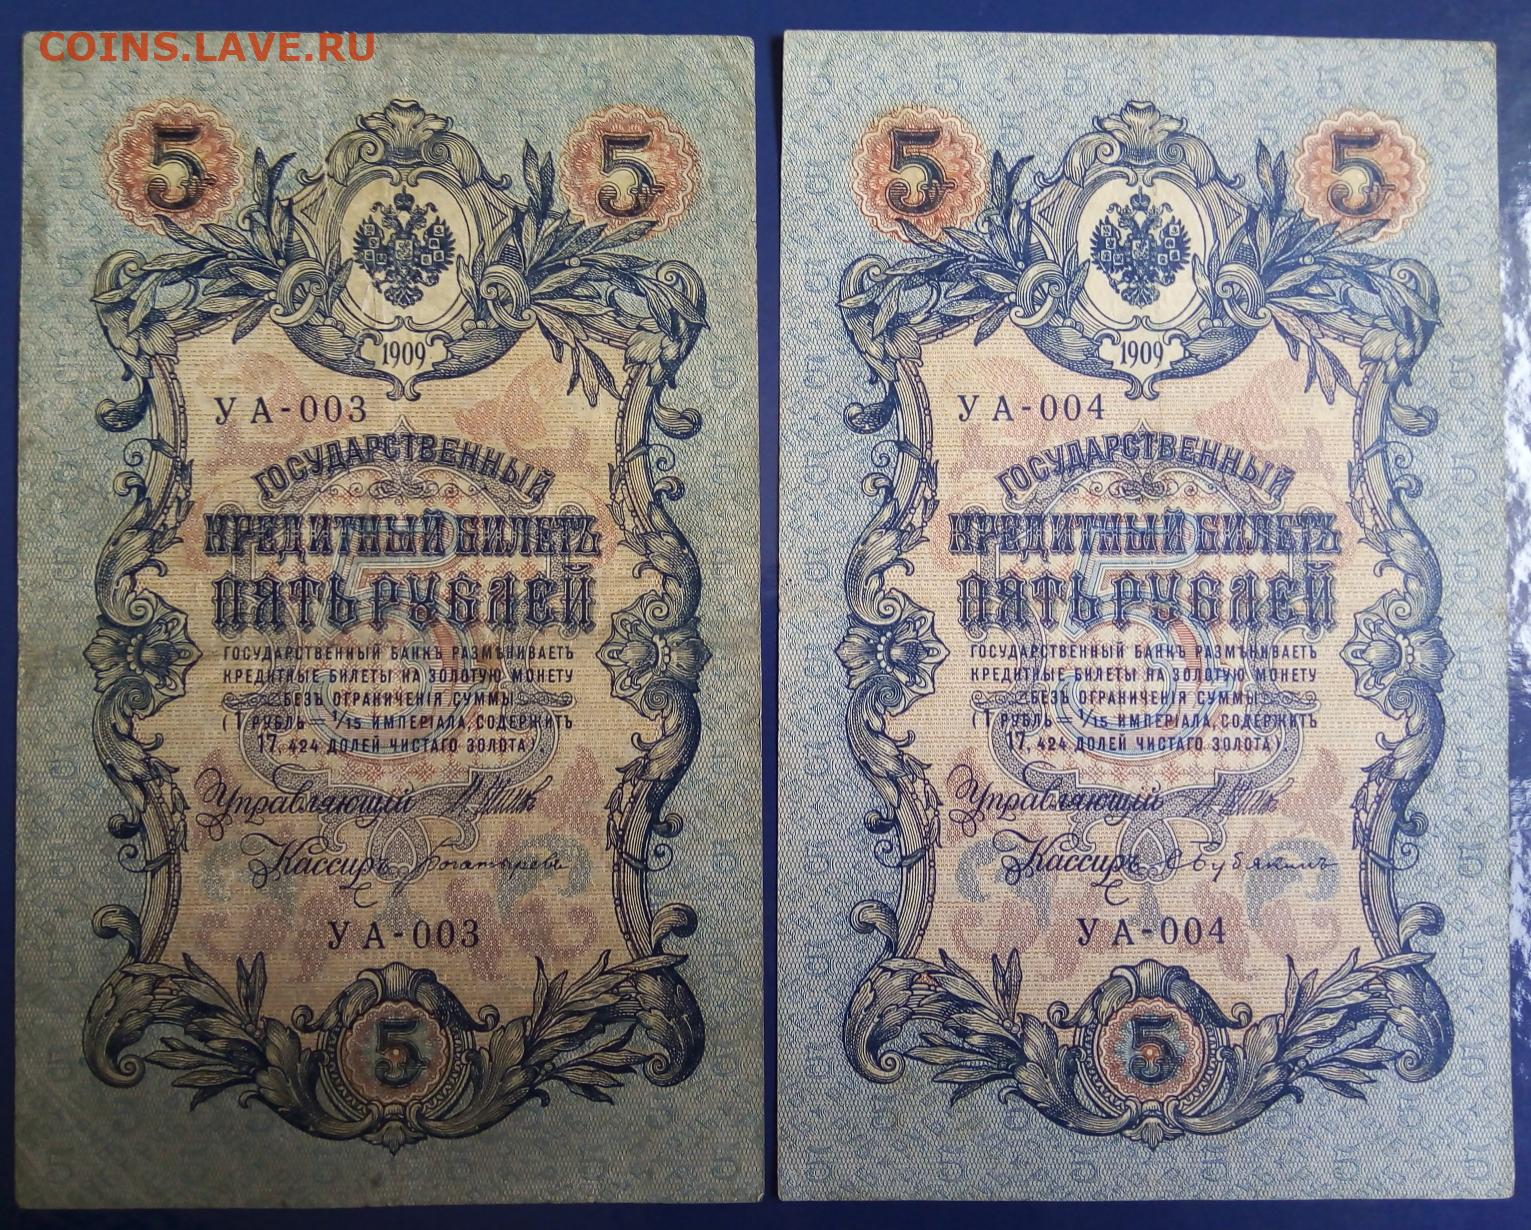 COINS.LAVE.RU
5 5
1909
УА-003
ГОСУДАРСТВЕННЫЙ
КРЕДИТНЫЙ БИЛЕТЪ
ПЯТЬ РУБЛЕЙ
ГОСУДАРСТВЕННЫЙ БАНКЪ РАЗМѢНИВАЕТЪ
КРЕДИТНЫЕ БИЛЕТЫ НА ЗОЛОТУЮ МОНЕТУ
БЕЗЪ ОГРАНИЧЕНІЯ СУММЫ
(1 РУБЛЬ = 1/15 ИМПЕРІАЛА, СОДЕРЖИТЪ
17,424 ДОЛЕЙ ЧИСТАГО ЗОЛОТА).
Управляющій
Кассиръ
УА-003
5
5 5
1909
УА-004
ГОСУДАРСТВЕННЫЙ
КРЕДИТНЫЙ БИЛЕТЪ
ПЯТЬ РУБЛЕЙ
ГОСУДАРСТВЕННЫЙ БАНКЪ РАЗМѢНИВАЕТЪ
КРЕДИТНЫЕ БИЛЕТЫ НА ЗОЛОТУЮ МОНЕТУ
БЕЗЪ ОГРАНИЧЕНІЯ СУММЫ
(1 РУБЛЬ = 1/15 ИМПЕРІАЛА, СОДЕРЖИТЪ
17,424 ДОЛЕЙ ЧИСТАГО ЗОЛОТА).
Управляющій
Кассиръ
УА-004
5